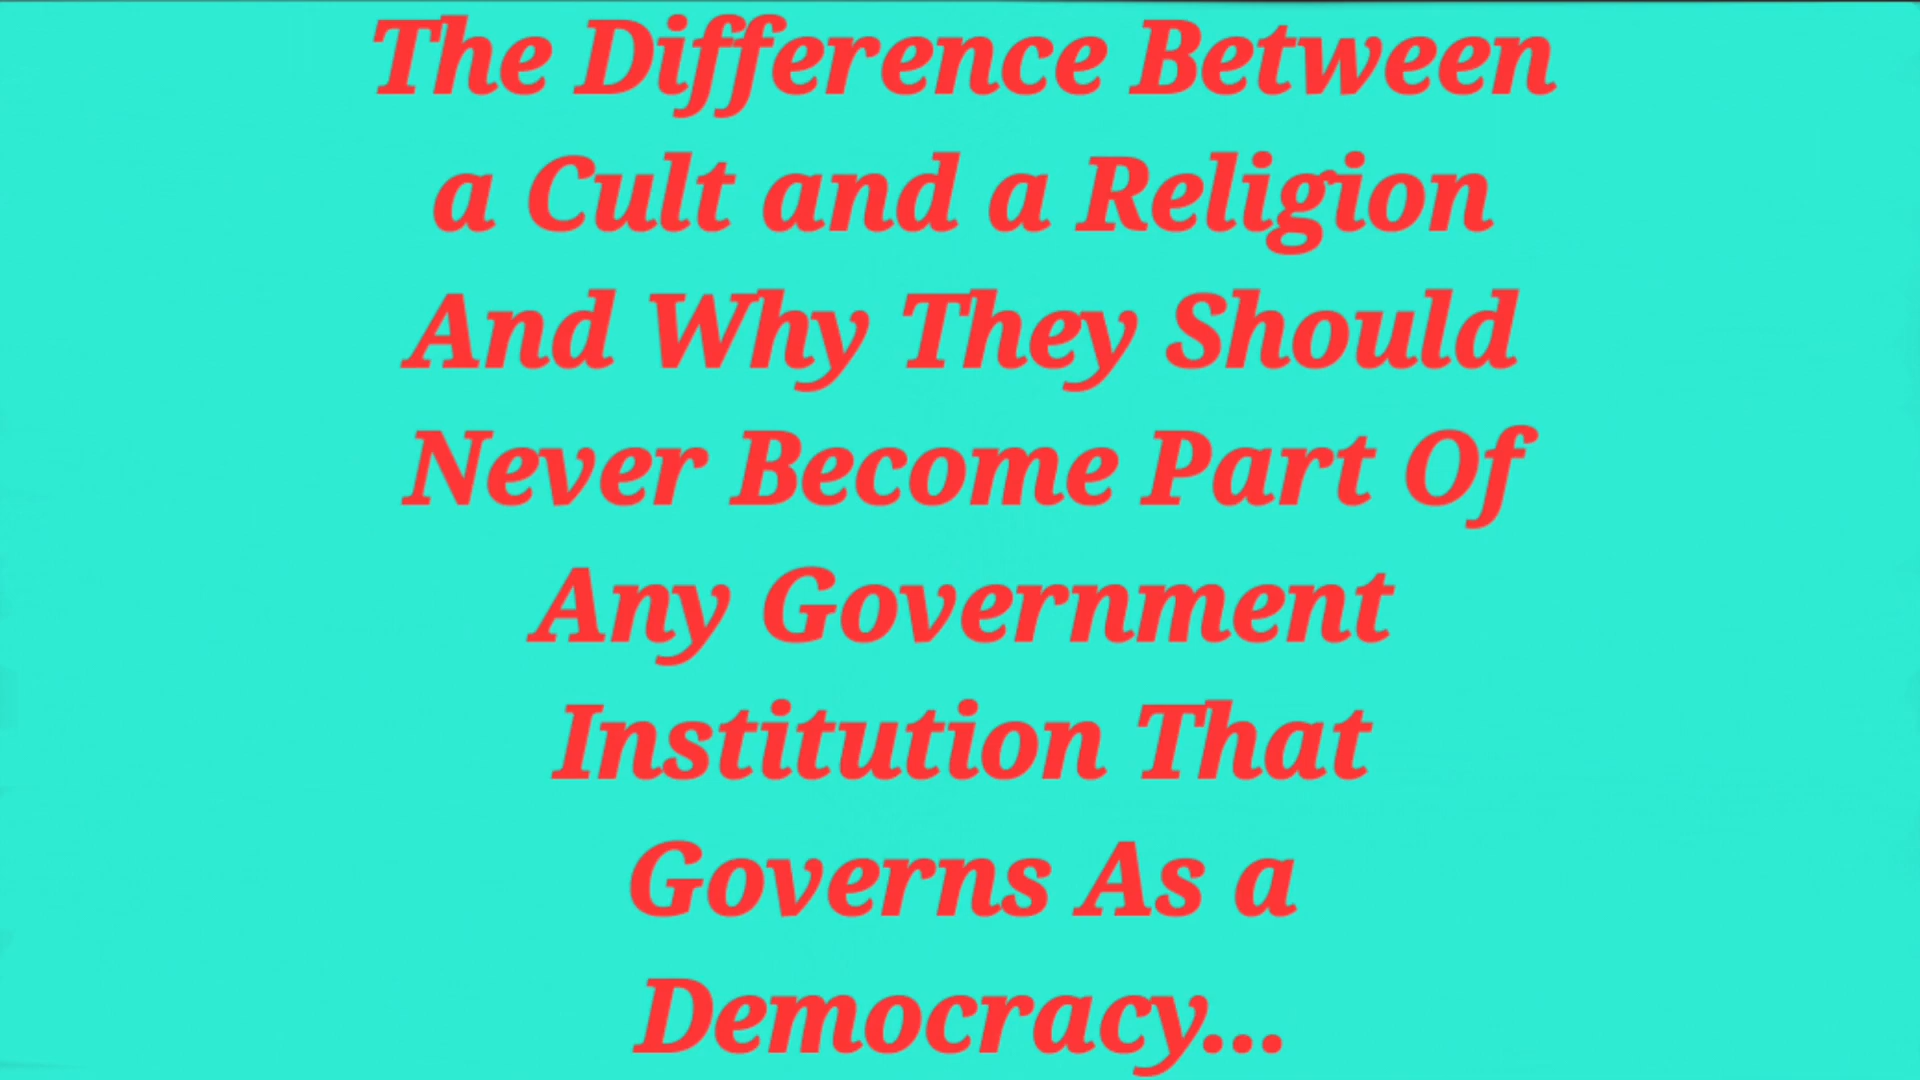 The Difference Between
a Cult and a Religion
And Why They Should
Never Become Part Of
Any Government
Institution That
Governs As a
Democracy...